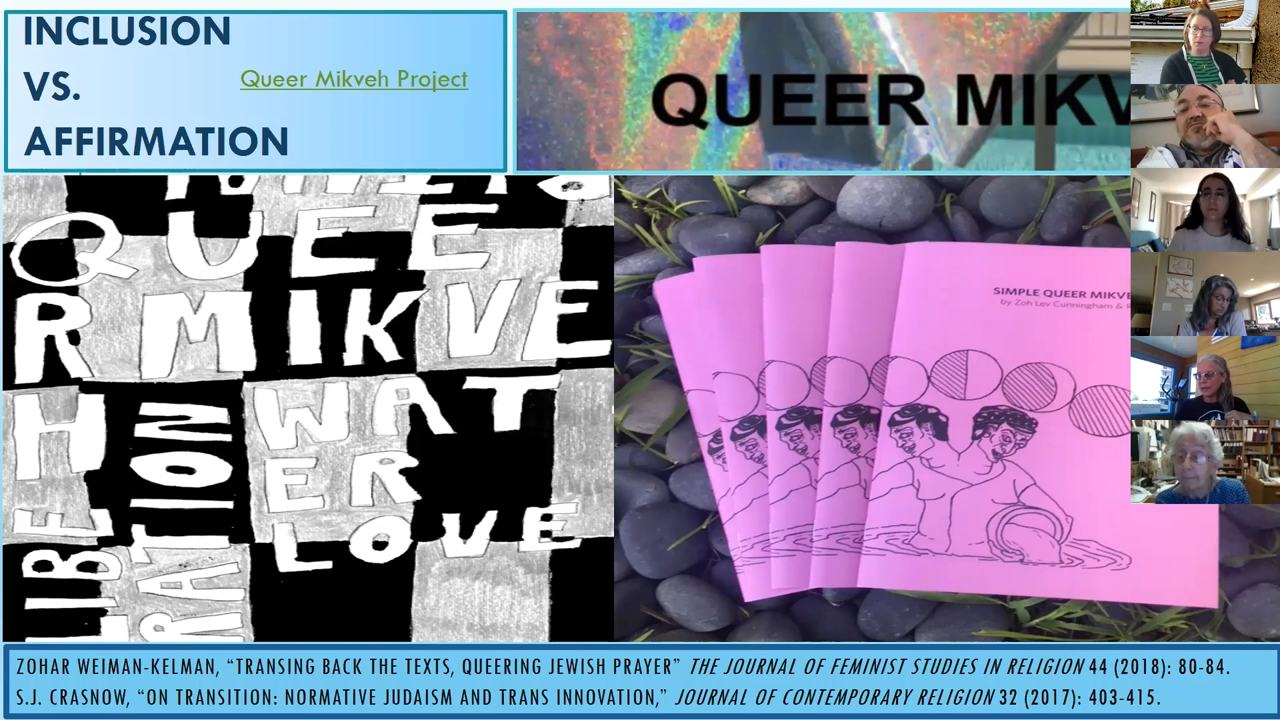 INCLUSION
VS.
AFFIRMATION
Queer Mikveh Project
QUEER MIKV
QUEE
R MIKVE
H WAT
ER
LOVE
LIBE
RATION
SIMPLE QUEER MIKVE
by Zoh Lev Cunningham & R
ZOHAR WEIMAN-KELMAN, “TRANSING BACK THE TEXTS, QUEERING JEWISH PRAYER” THE JOURNAL OF FEMINIST STUDIES IN RELIGION 44 (2018): 80-84.
S.J. CRASNOW, “ON TRANSITION: NORMATIVE JUDAISM AND TRANS INNOVATION,” JOURNAL OF CONTEMPORARY RELIGION 32 (2017): 403-415.